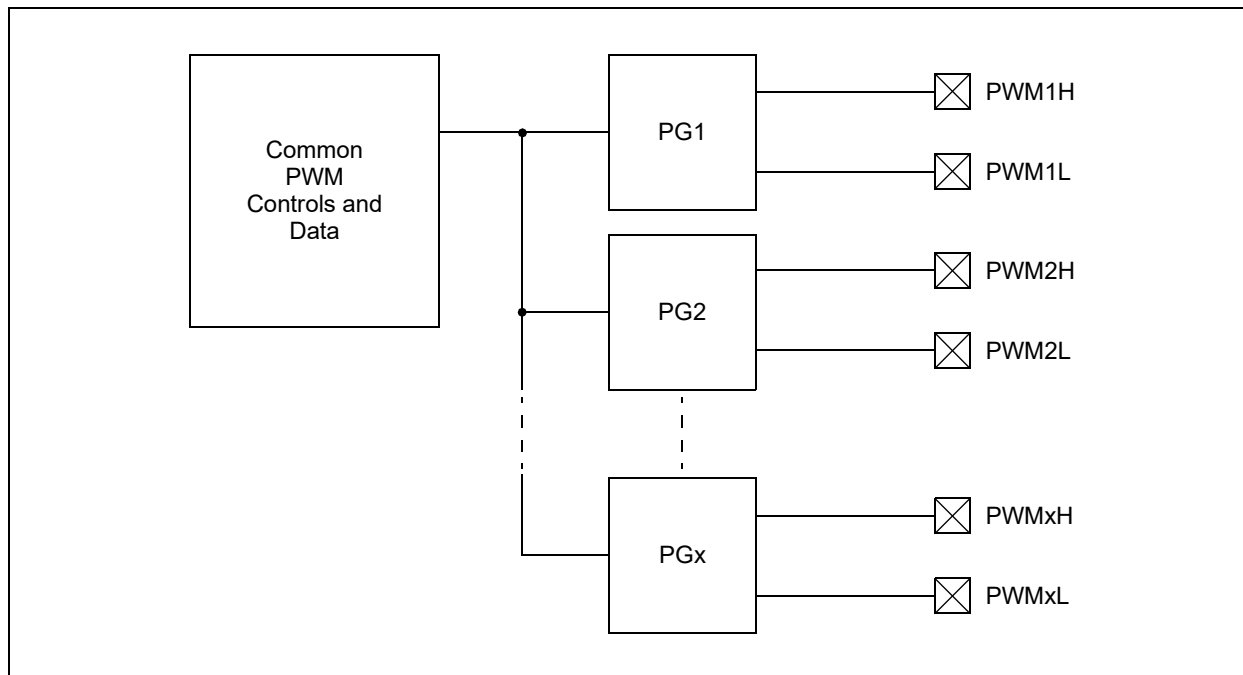 Common
PWM
Controls and
Data
PG1
PWM1H
PWM1L
PG2
PWM2H
PWM2L
PGx
PWMxH
PWMxL